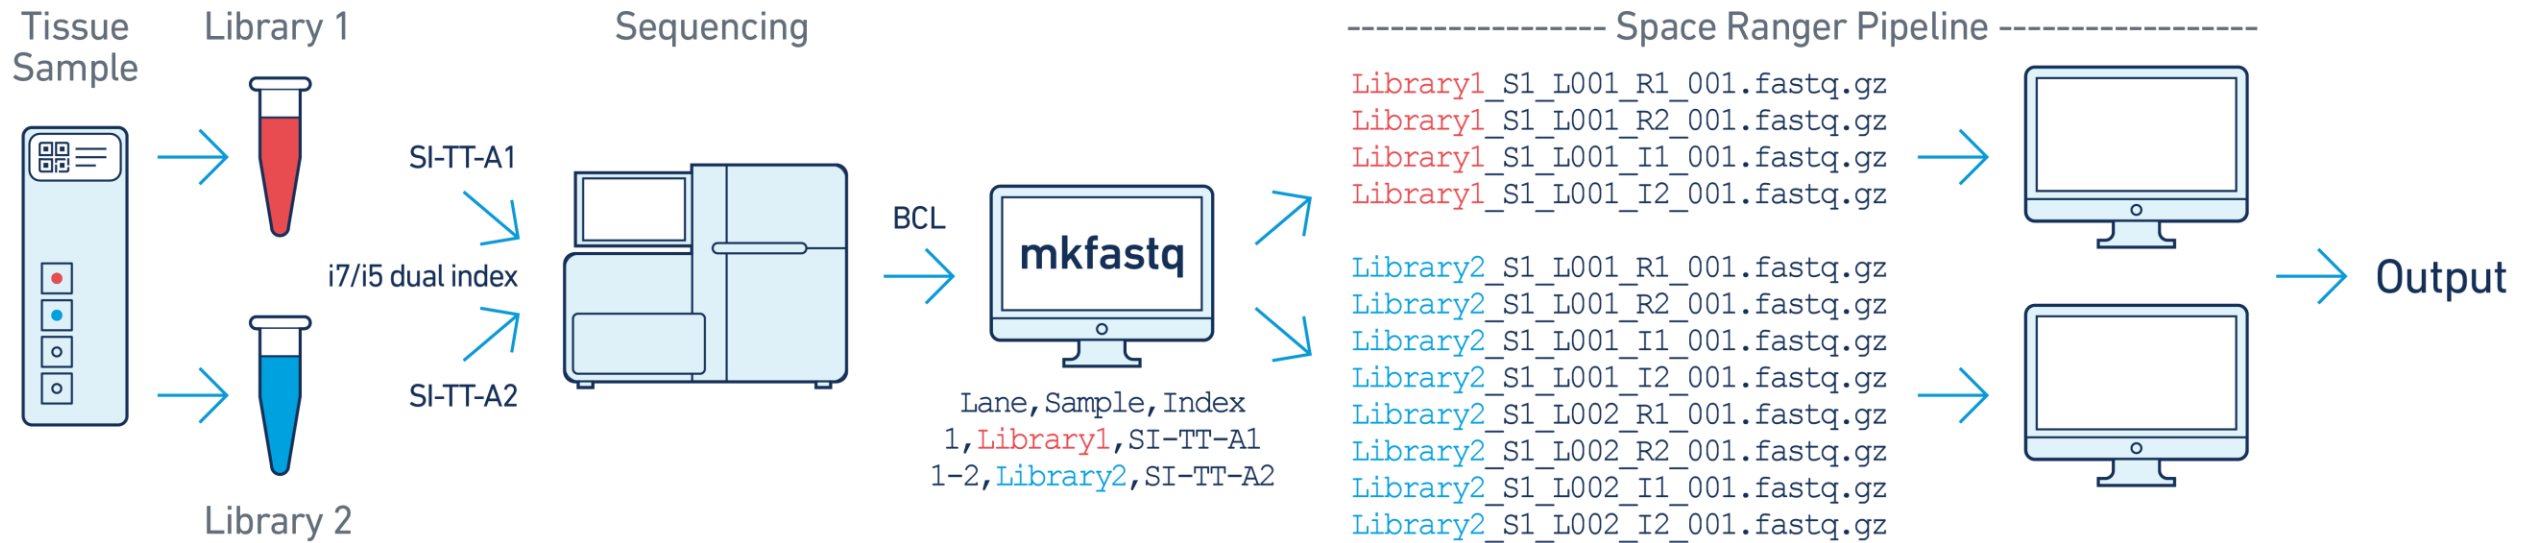 Tissue
Sample
Library 1
Sequencing
------------------ Space Ranger Pipeline ------------------
SI-TT-A1
i7/i5 dual index
SI-TT-A2
Library 2
BCL
mkfastq
Lane,Sample,Index
1,Library1,SI-TT-A1
1-2,Library2,SI-TT-A2
Library1_S1_L001_R1_001.fastq.gz
Library1_S1_L001_R2_001.fastq.gz
Library1_S1_L001_I1_001.fastq.gz
Library1_S1_L001_I2_001.fastq.gz
Library2_S1_L001_R1_001.fastq.gz
Library2_S1_L001_R2_001.fastq.gz
Library2_S1_L001_I1_001.fastq.gz
Library2_S1_L001_I2_001.fastq.gz
Library2_S1_L002_R1_001.fastq.gz
Library2_S1_L002_R2_001.fastq.gz
Library2_S1_L002_I1_001.fastq.gz
Library2_S1_L002_I2_001.fastq.gz
Output